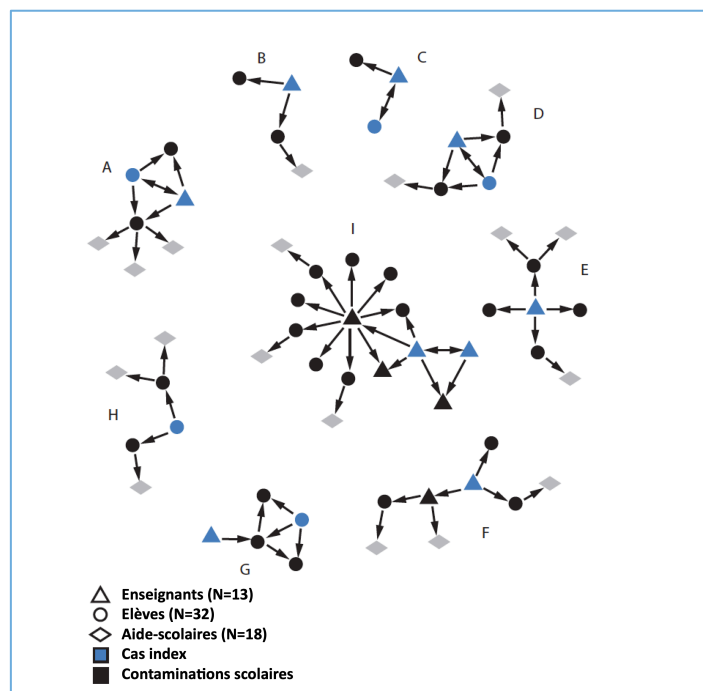 B
C
D
A
I
E
H
F
G
Enseignants (N=13)
Elèves (N=32)
Aide-scolaires (N=18)
Cas index
Contaminations scolaires